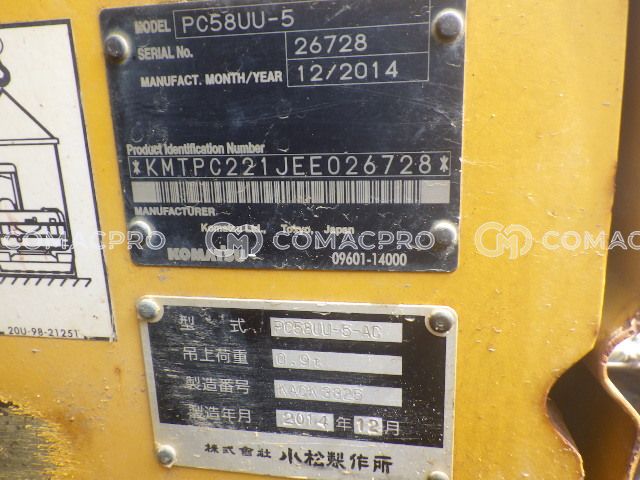 MODEL PC58UU-5
SERIAL No. 26728
MANUFACT. MONTH/YEAR 12/2014
Product Identification Number
*KMTPC221JEE026728*
MANUFACTURER
Komatsu Ltd. Tokyo, Japan
KOMATSU 09601-14000
COMACPRO COMACPRO COMACPRO
20U-98-21251
型式 PC58UU-5-AC
吊上荷重 0.9t
製造番号
製造年月 2014年12月
株式會社 小松製作所